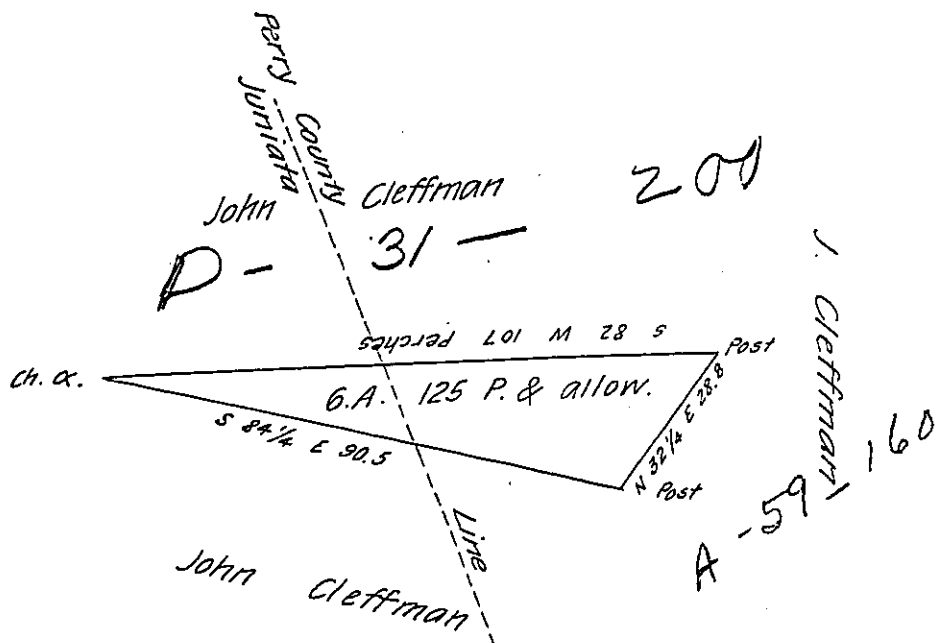 Perry County
Juniata
Line
John Cleffman
200
D - 31 -
J. Cleffman
A - 59 - 160
S 82 W 107 Perches
Post
Ch. o.
6.A. 125 P. & allow.
N 32¼ E 28.8
S 84¼ E 90.5
Post
John Cleffman